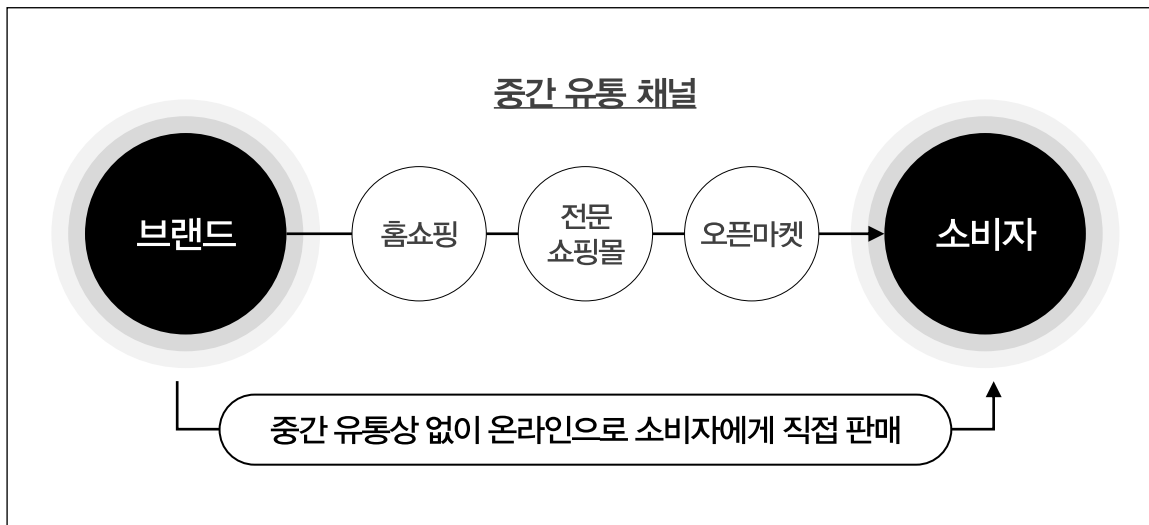 중간 유통 채널
브랜드
홈쇼핑
전문
쇼핑몰
오픈마켓
소비자
중간 유통상 없이 온라인으로 소비자에게 직접 판매